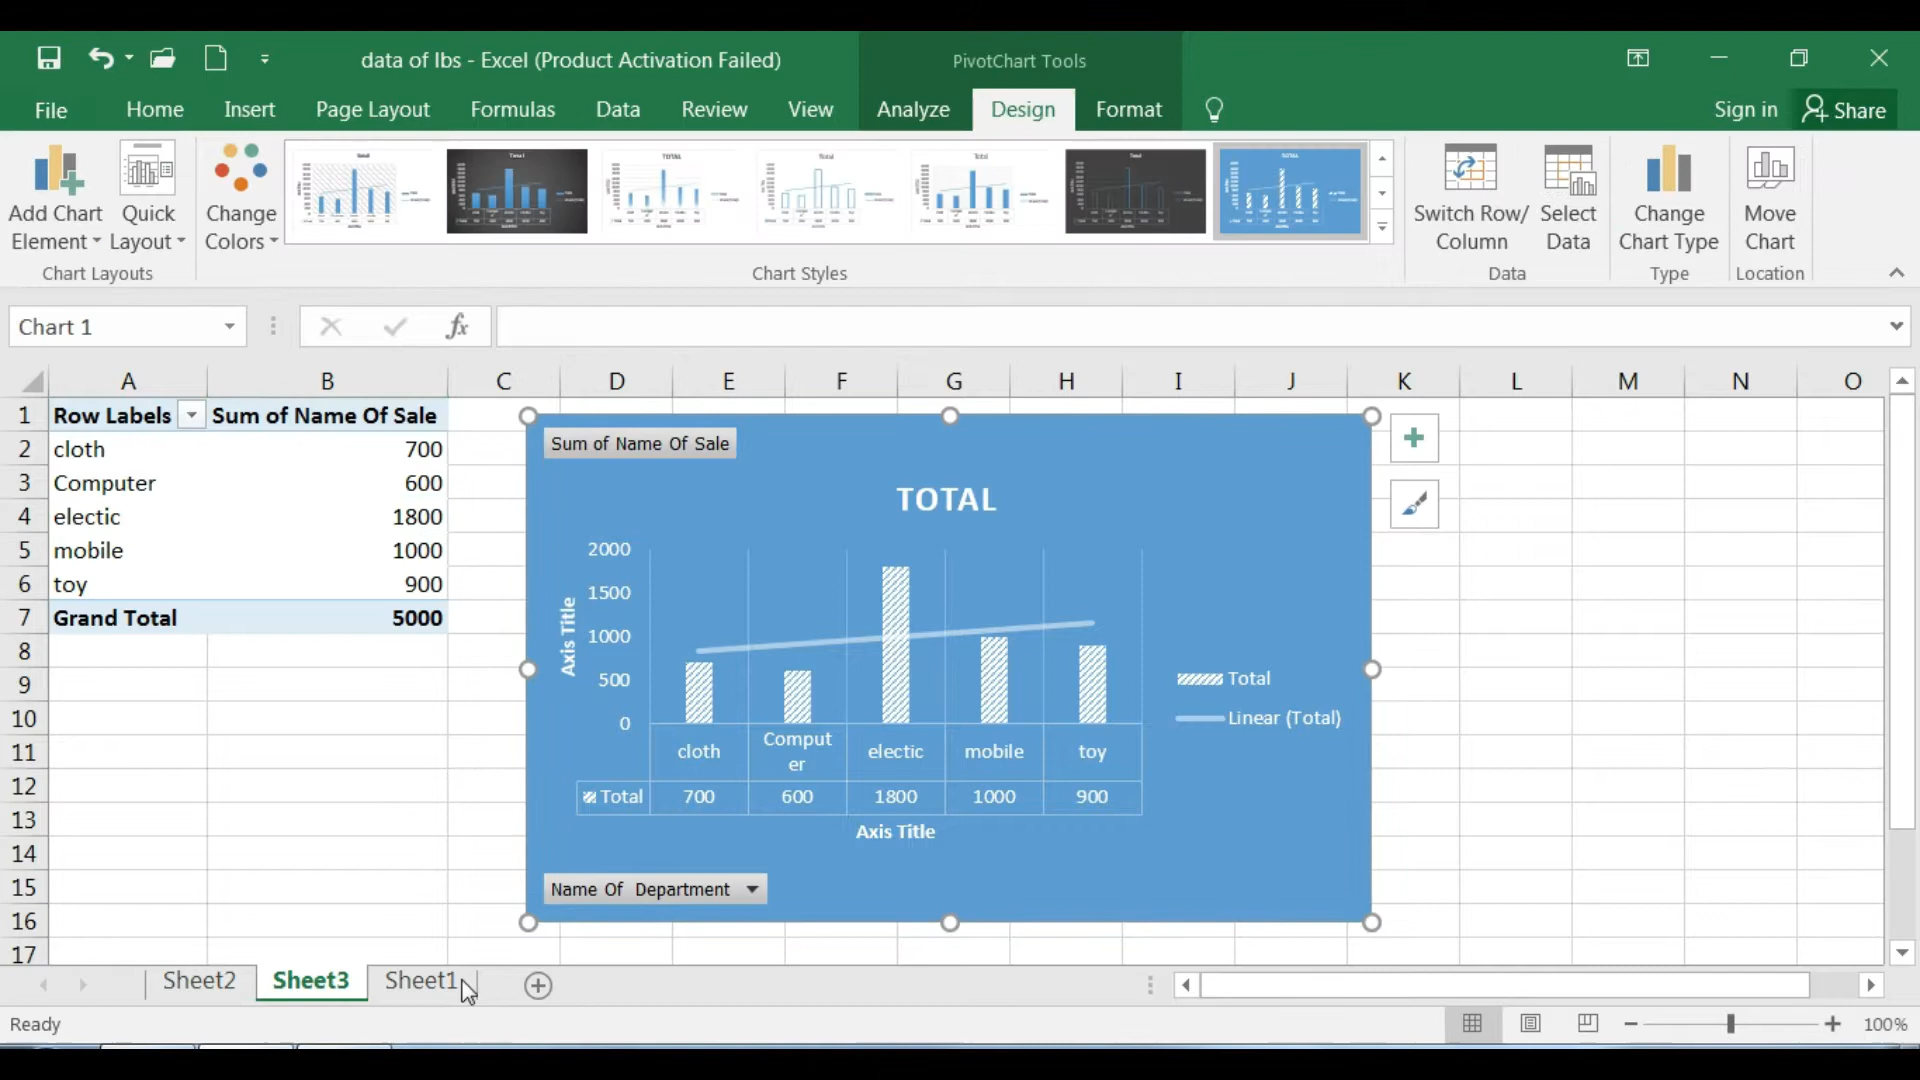 data of lbs - Excel (Product Activation Failed)
PivotChart Tools
File Home Insert Page Layout Formulas Data Review View Analyze Design Format Sign in Share
Add Chart Element
Quick Layout
Chart Layouts
Change Colors
Chart Styles
Switch Row/ Column
Select Data
Data
Change Chart Type
Type
Move Chart
Location
Chart 1
fx
A B C D E F G H I J K L M N O
1 Row Labels Sum of Name Of Sale
2 cloth 700
3 Computer 600
4 electic 1800
5 mobile 1000
6 toy 900
7 Grand Total 5000
8
9
10
11
12
13
14
15
16
17
Sum of Name Of Sale
TOTAL
2000
1500
1000
500
0
Axis Title
cloth Comput er electic mobile toy
Total 700 600 1800 1000 900
Axis Title
Total
Linear (Total)
Name Of Department
Sheet2 Sheet3 Sheet1
Ready
100%